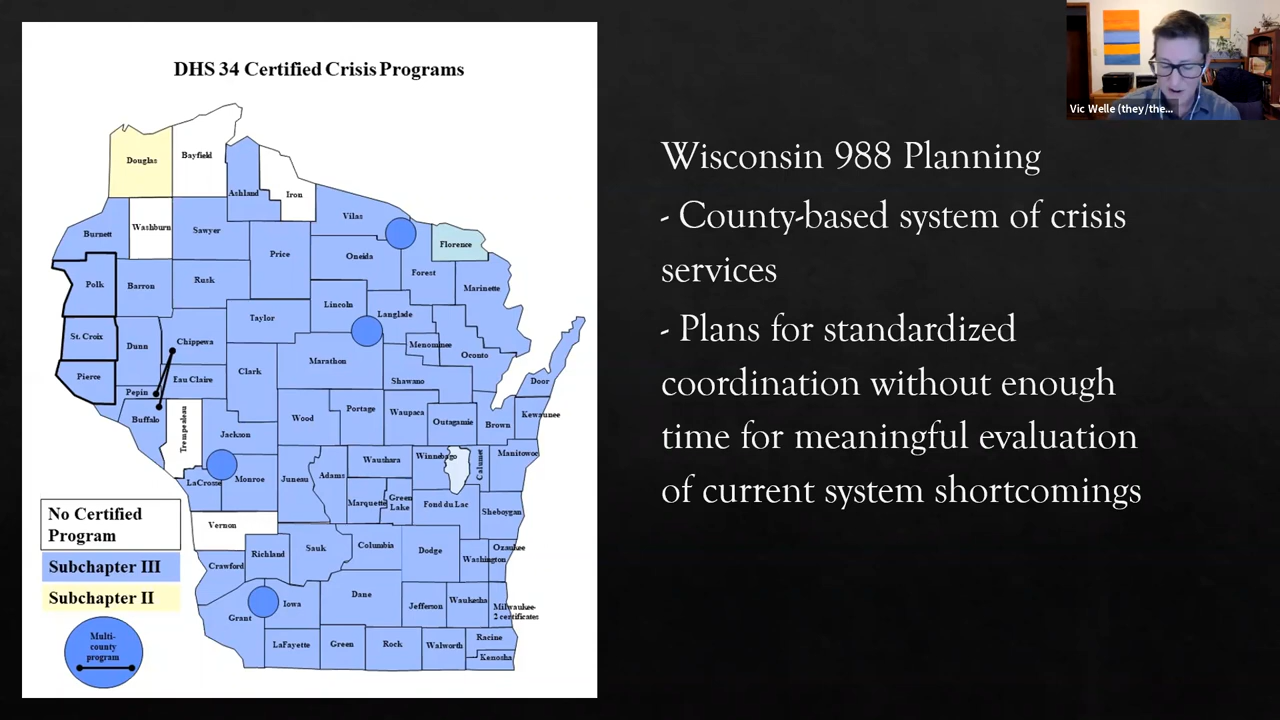 DHS 34 Certified Crisis Programs
Douglas
Bayfield
Ashland
Iron
Vilas
Washburn
Sawyer
Burnett
Price
Oneida
Florence
Forest
Polk
Barron
Rusk
Marinette
Lincoln
Langlade
Taylor
St. Croix
Dunn
Chippewa
Menominee
Oconto
Marathon
Clark
Pierce
Eau Claire
Shawano
Door
Pepin
Buffalo
Trempealeau
Wood
Portage
Waupaca
Outagamie
Brown
Kewaunee
Jackson
Waushara
Winnebago
Calumet
Manitowoc
LaCrosse
Monroe
Juneau
Adams
Marquette
Green
Lake
Fond du Lac
Sheboygan
Vernon
Richland
Sauk
Columbia
Dodge
Washington
Ozaukee
Crawford
Grant
Iowa
Dane
Jefferson
Waukesha
Milwaukee-
2 certificates
LaFayette
Green
Rock
Walworth
Racine
Kenosha
No Certified
Program
Subchapter III
Subchapter II
Multi-
county
program
Wisconsin 988 Planning
- County-based system of crisis
services
- Plans for standardized
coordination without enough
time for meaningful evaluation
of current system shortcomings
Vic Welle (they/the...